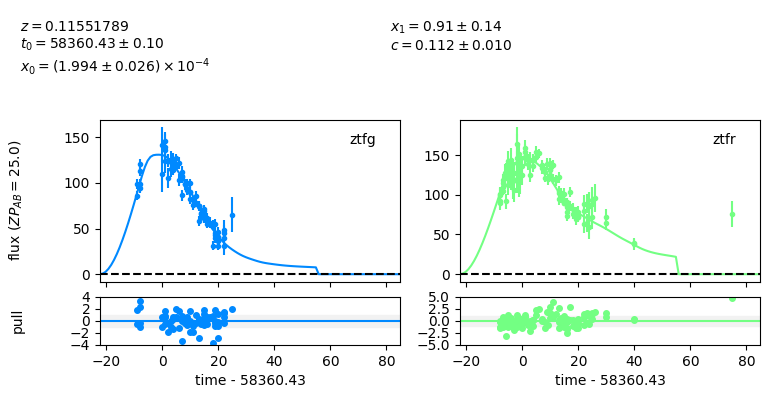 z = 0.11551789
t₀ = 58360.43 ± 0.10
x₀ = (1.994 ± 0.026) × 10⁻⁴
x₁ = 0.91 ± 0.14
c = 0.112 ± 0.010
flux (ZP_AB = 25.0)
150
100
50
0
ztfg
150
100
50
0
ztfr
pull
4
2
0
−2
−4
5.0
2.5
0.0
−2.5
−5.0
−20 0 20 40 60 80
−20 0 20 40 60 80
time - 58360.43
time - 58360.43